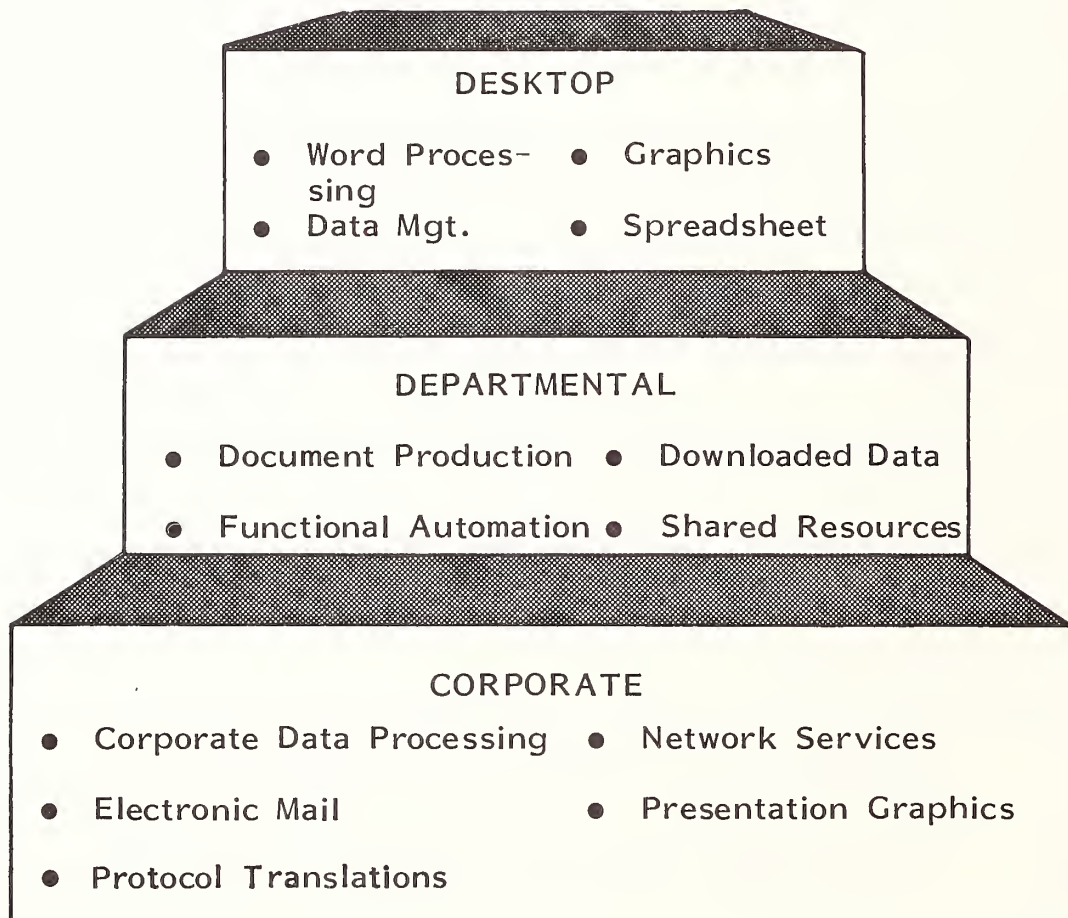 DESKTOP
• Word Proces-
sing
• Graphics
• Data Mgt.
• Spreadsheet
DEPARTMENTAL
• Document Production
• Downloaded Data
• Functional Automation
• Shared Resources
CORPORATE
• Corporate Data Processing
• Network Services
• Electronic Mail
• Presentation Graphics
• Protocol Translations